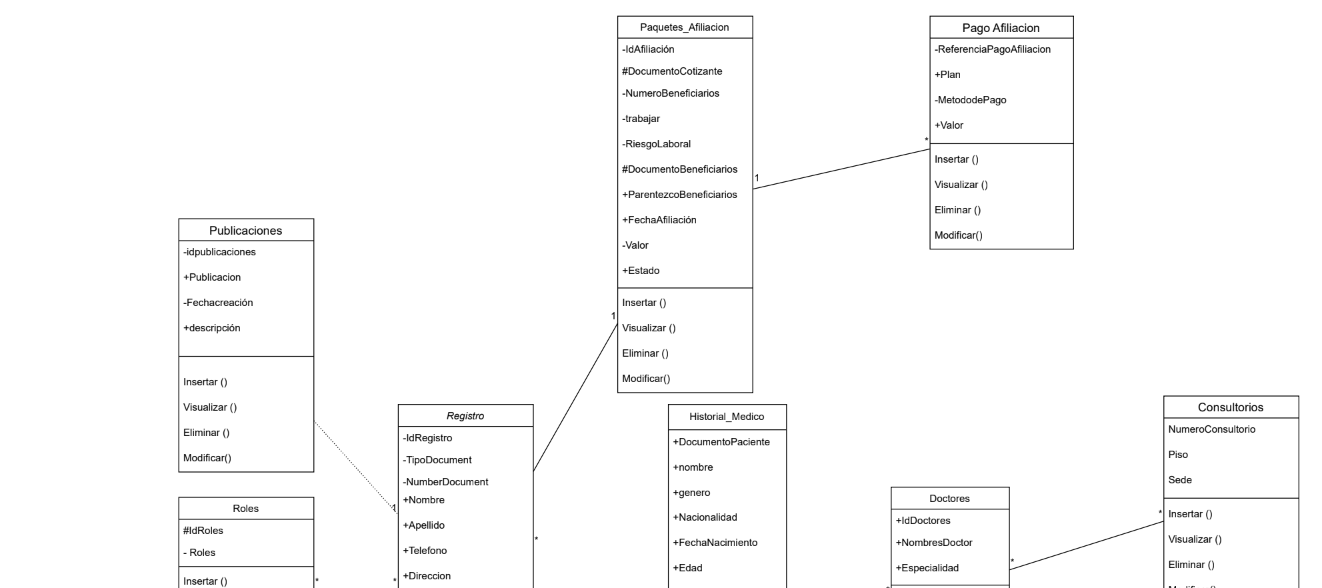 Paquetes_Afiliacion
-IdAfiliación
#DocumentoCotizante
-NumeroBeneficiarios
-trabajar
-RiesgoLaboral
#DocumentoBeneficiarios
+ParentezcoBeneficiarios
+FechaAfiliación
-Valor
+Estado
Insertar ()
Visualizar ()
Eliminar ()
Modificar()
1
1
Pago Afiliacion
-ReferenciaPagoAfiliacion
+Plan
-MetododePago
+Valor
*
Insertar ()
Visualizar ()
Eliminar ()
Modificar()
Publicaciones
-idpublicaciones
+Publicacion
-Fechacreación
+descripción
Insertar ()
Visualizar ()
Eliminar ()
Modificar()
Registro
-IdRegistro
-TipoDocument
-NumberDocument
+Nombre
1
+Apellido
+Telefono
*
+Direccion
*
Roles
#IdRoles
- Roles
Insertar ()
*
Historial_Medico
+DocumentoPaciente
+nombre
+genero
+Nacionalidad
+FechaNacimiento
+Edad
Doctores
+IdDoctores
+NombresDoctor
+Especialidad
*
*
Consultorios
NumeroConsultorio
Piso
Sede
*
Insertar ()
Visualizar ()
Eliminar ()